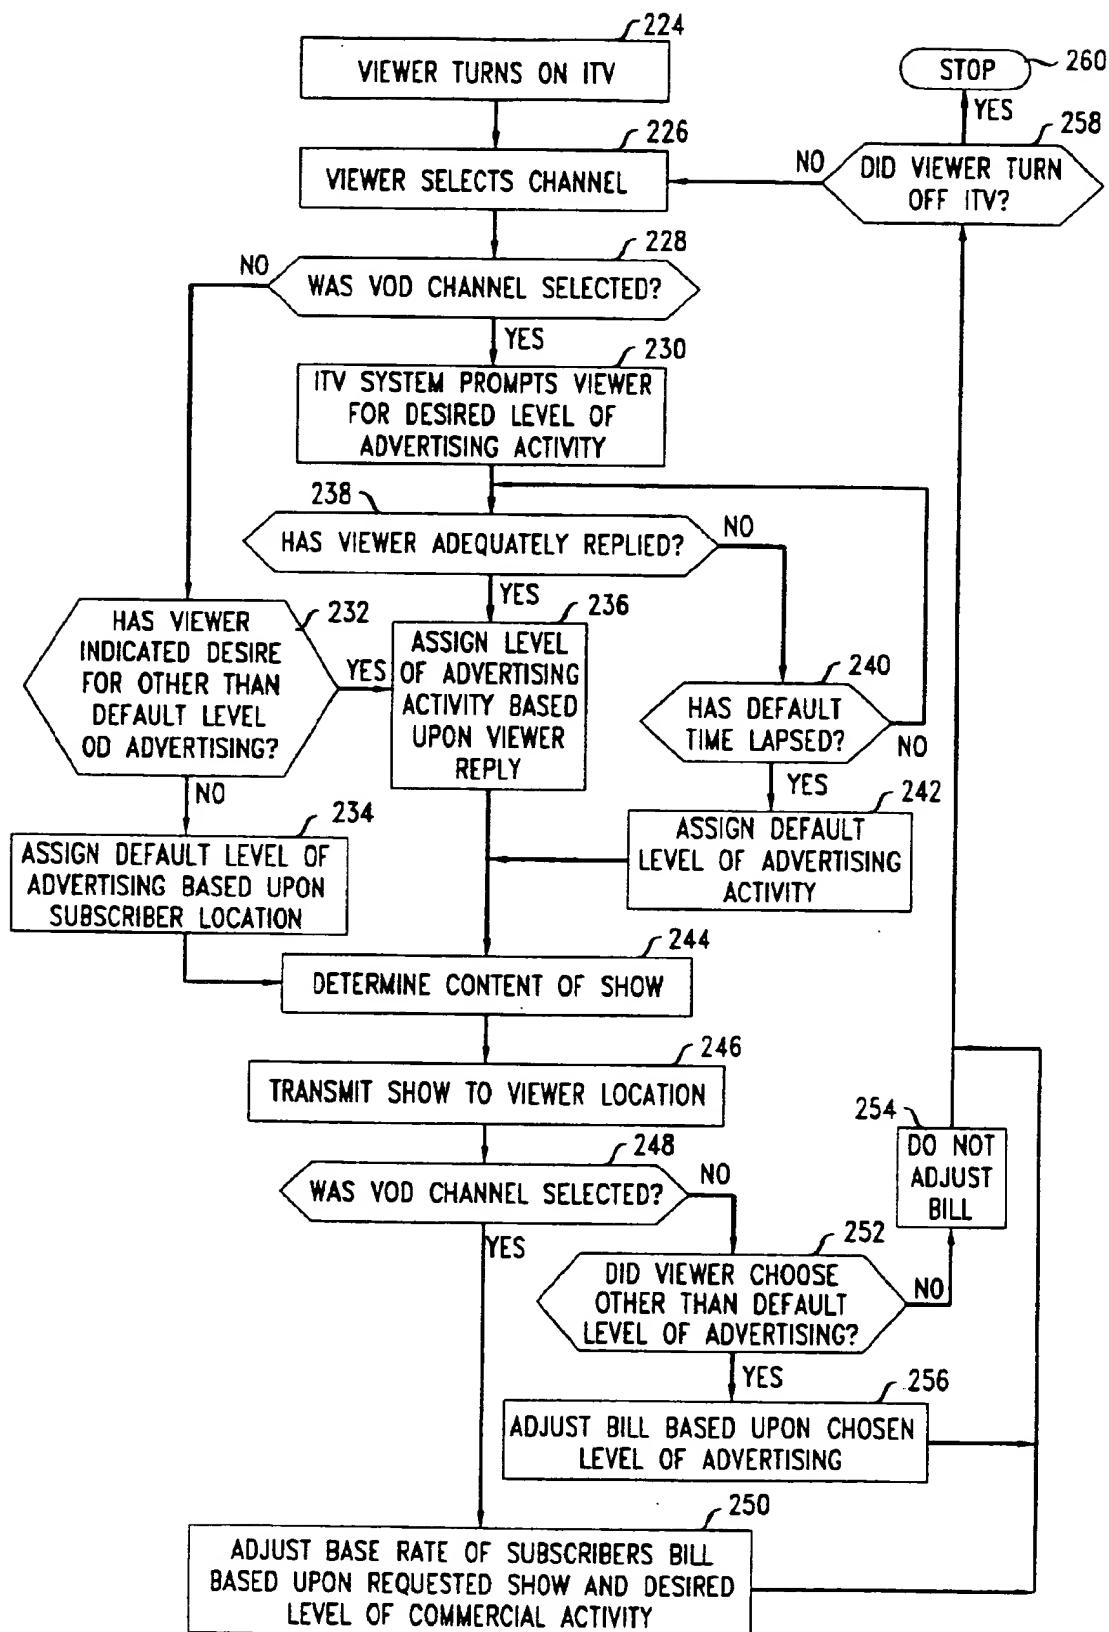 224
VIEWER TURNS ON ITV
STOP
260
YES
226
258
VIEWER SELECTS CHANNEL
NO
DID VIEWER TURN
OFF ITV?
228
NO
WAS VOD CHANNEL SELECTED?
YES
230
ITV SYSTEM PROMPTS VIEWER
FOR DESIRED LEVEL OF
ADVERTISING ACTIVITY
238
HAS VIEWER ADEQUATELY REPLIED?
NO
YES
232
HAS VIEWER
INDICATED DESIRE
FOR OTHER THAN
DEFAULT LEVEL
OD ADVERTISING?
YES
236
ASSIGN LEVEL
OF ADVERTISING
ACTIVITY BASED
UPON VIEWER
REPLY
240
HAS DEFAULT
TIME LAPSED?
NO
YES
NO
234
ASSIGN DEFAULT LEVEL OF
ADVERTISING BASED UPON
SUBSCRIBER LOCATION
242
ASSIGN DEFAULT
LEVEL OF ADVERTISING
ACTIVITY
244
DETERMINE CONTENT OF SHOW
246
TRANSMIT SHOW TO VIEWER LOCATION
248
WAS VOD CHANNEL SELECTED?
NO
YES
254
DO NOT
ADJUST
BILL
252
DID VIEWER CHOOSE
OTHER THAN DEFAULT
LEVEL OF ADVERTISING?
NO
YES
256
ADJUST BILL BASED UPON CHOSEN
LEVEL OF ADVERTISING
250
ADJUST BASE RATE OF SUBSCRIBERS BILL
BASED UPON REQUESTED SHOW AND DESIRED
LEVEL OF COMMERCIAL ACTIVITY